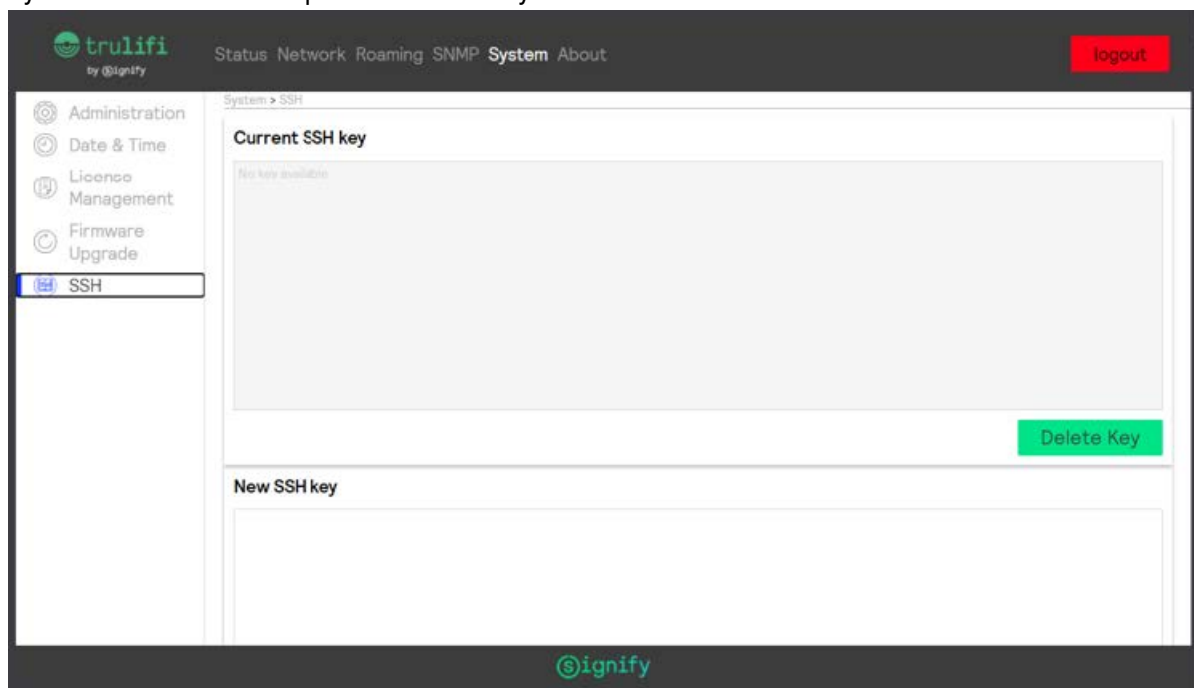 trulifi
by Signify
Status Network Roaming SNMP System About
logout
System > SSH
Administration
Date & Time
License
Management
Firmware
Upgrade
SSH
Current SSH key
No key available
Delete Key
New SSH key
Signify